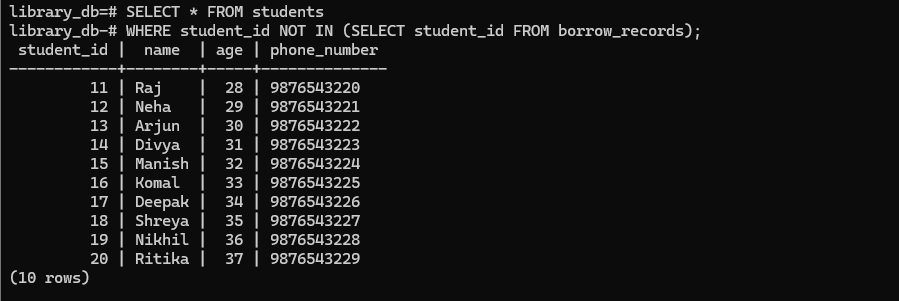 library_db=# SELECT * FROM students
library_db-# WHERE student_id NOT IN (SELECT student_id FROM borrow_records);
 student_id |  name  | age | phone_number
------------+--------+-----+--------------
         11 | Raj    |  28 | 9876543220
         12 | Neha   |  29 | 9876543221
         13 | Arjun  |  30 | 9876543222
         14 | Divya  |  31 | 9876543223
         15 | Manish |  32 | 9876543224
         16 | Komal  |  33 | 9876543225
         17 | Deepak |  34 | 9876543226
         18 | Shreya |  35 | 9876543227
         19 | Nikhil |  36 | 9876543228
         20 | Ritika |  37 | 9876543229
(10 rows)